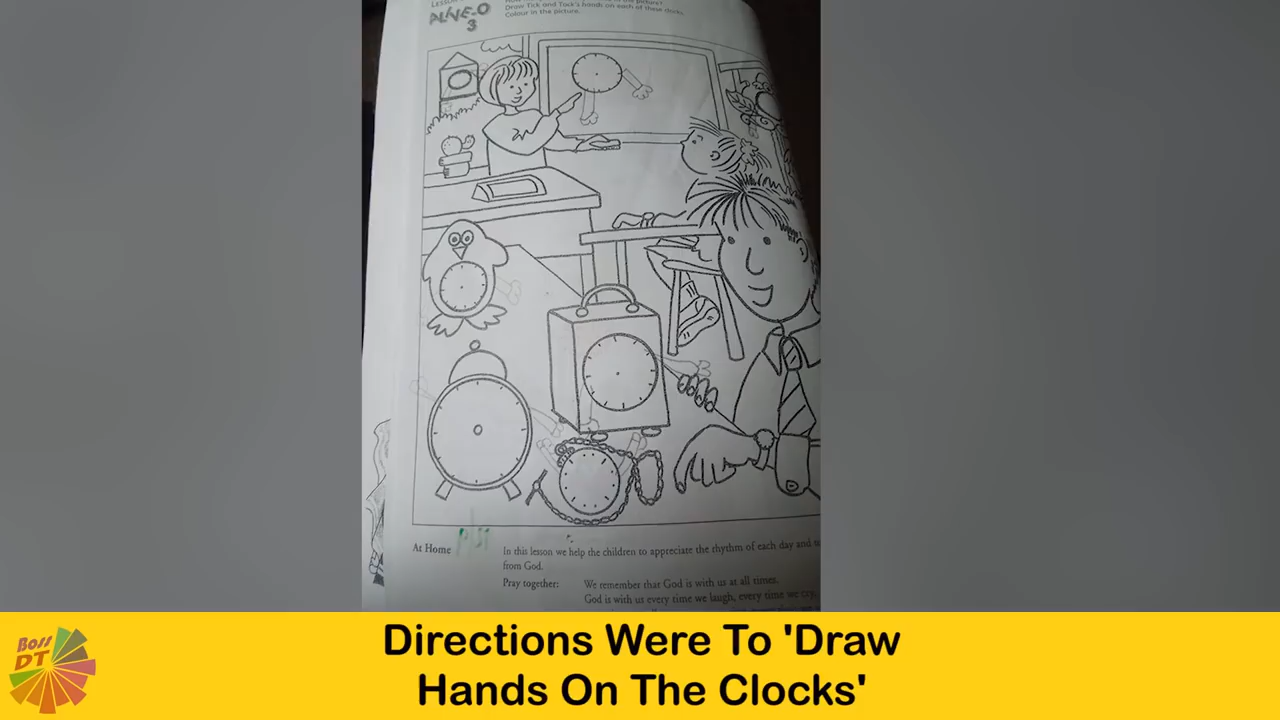 ALIVE-O
3
Draw Tick and Tock's hands on each of these clocks.
Colour in the picture.
At Home
In this lesson we help the children to appreciate the rhythm of each day and
from God.
Pray together: We remember that God is with us at all times.
God is with us every time we laugh, every time we cry,
Boss
DT
Directions Were To 'Draw
Hands On The Clocks'